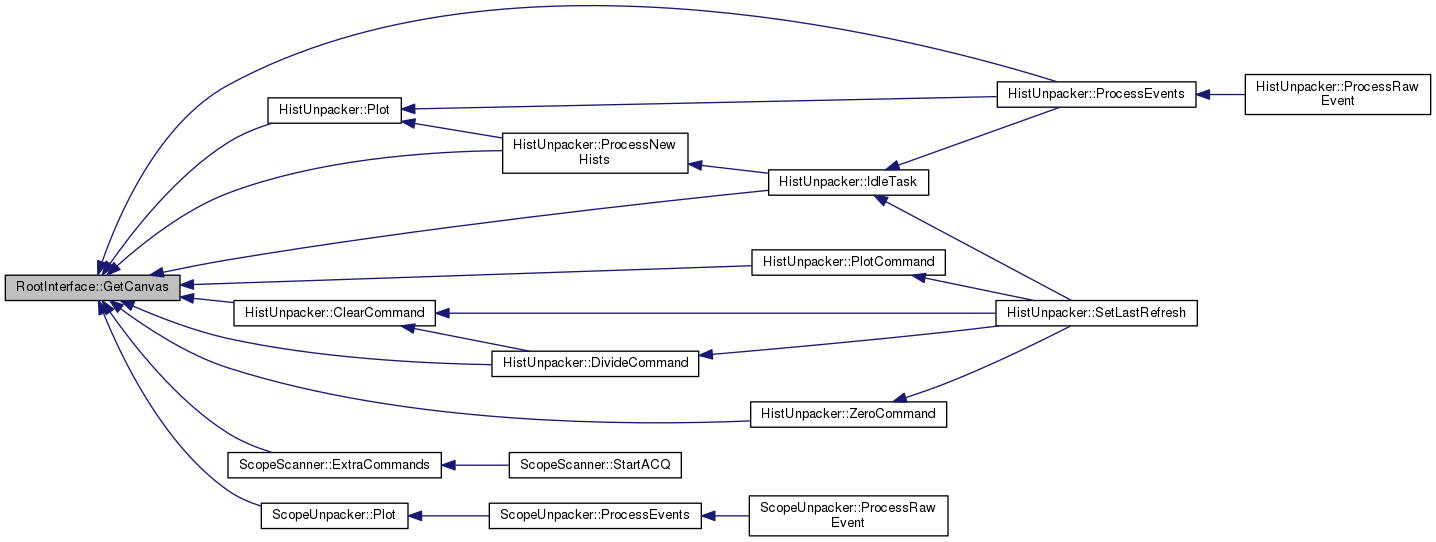 HistUnpacker::ProcessEvents
HistUnpacker::ProcessRaw
Event
HistUnpacker::Plot
HistUnpacker::ProcessNew
Hists
HistUnpacker::IdleTask
HistUnpacker::PlotCommand
RootInterface::GetCanvas
HistUnpacker::ClearCommand
HistUnpacker::SetLastRefresh
HistUnpacker::DivideCommand
HistUnpacker::ZeroCommand
ScopeScanner::ExtraCommands
ScopeScanner::StartACQ
ScopeUnpacker::Plot
ScopeUnpacker::ProcessEvents
ScopeUnpacker::ProcessRaw
Event